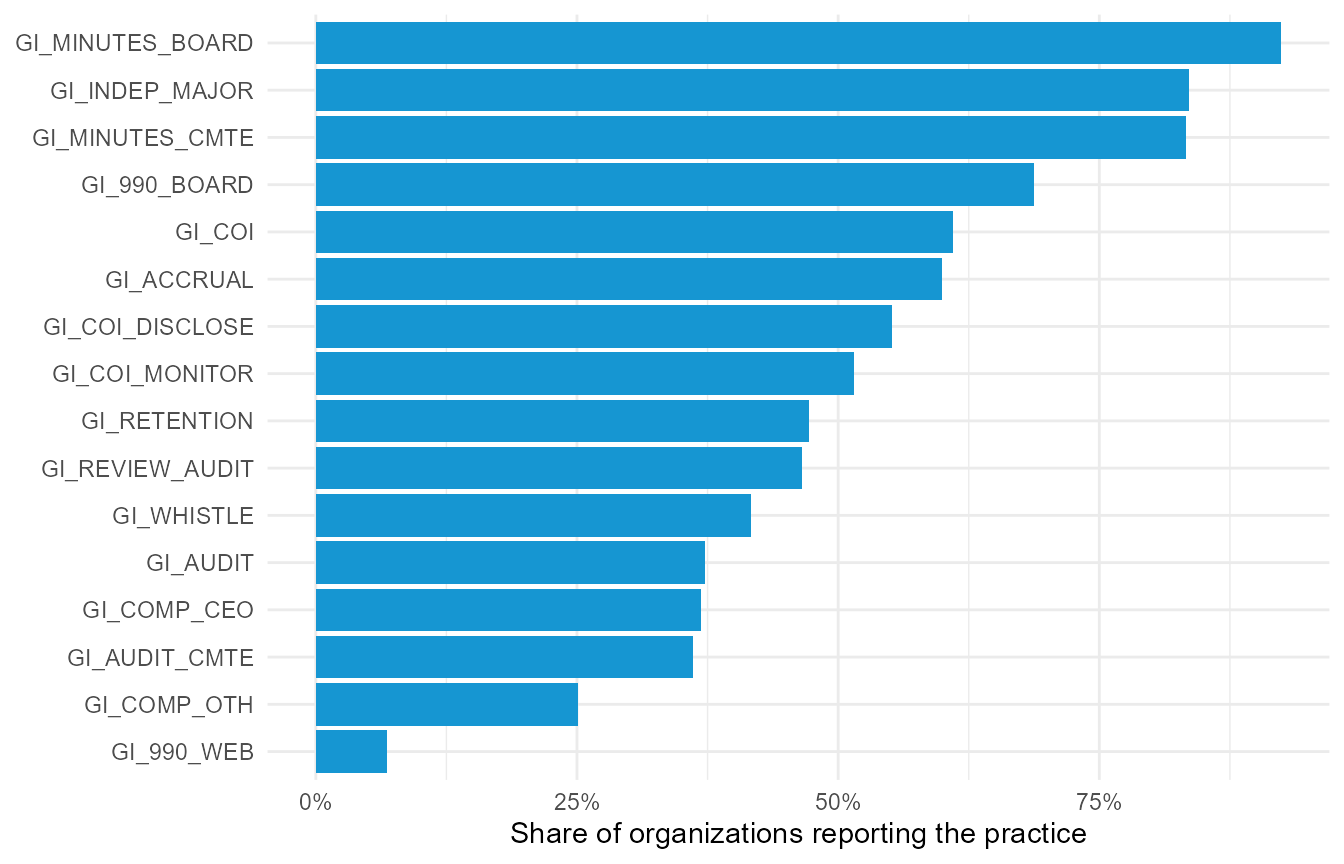 GI_MINUTES_BOARD
GI_INDEP_MAJOR
GI_MINUTES_CMTE
GI_990_BOARD
GI_COI
GI_ACCRUAL
GI_COI_DISCLOSE
GI_COI_MONITOR
GI_RETENTION
GI_REVIEW_AUDIT
GI_WHISTLE
GI_AUDIT
GI_COMP_CEO
GI_AUDIT_CMTE
GI_COMP_OTH
GI_990_WEB
0% 25% 50% 75%
Share of organizations reporting the practice